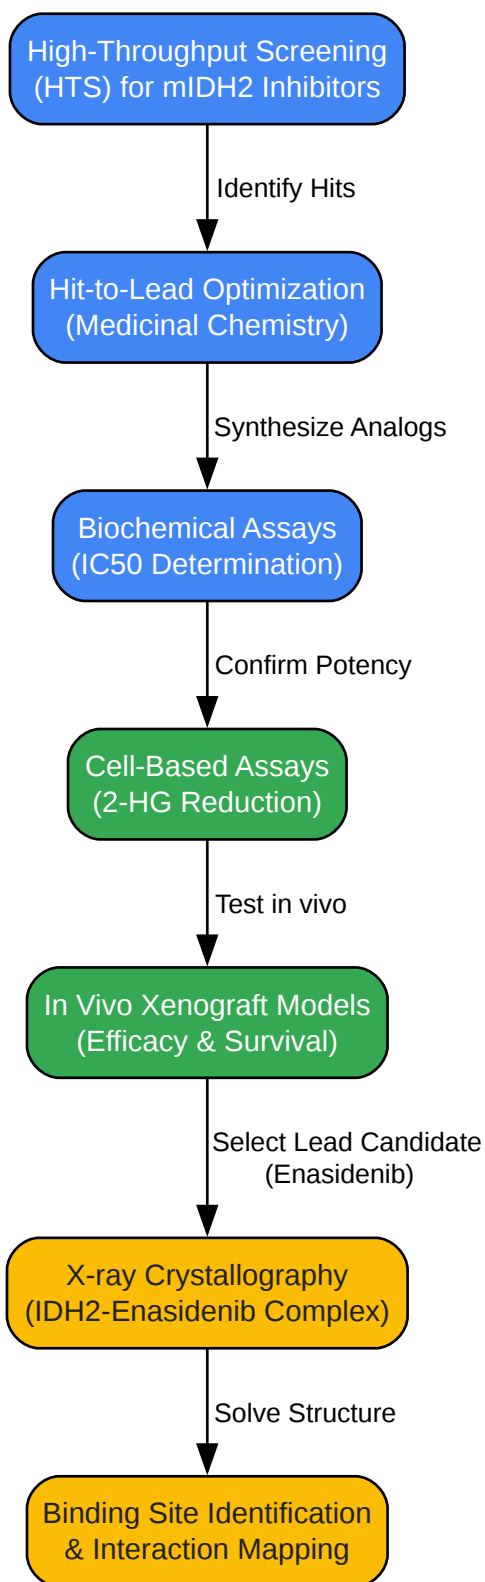 High-Throughput Screening
(HTS) for mIDH2 Inhibitors
Identify Hits
Hit-to-Lead Optimization
(Medicinal Chemistry)
Synthesize Analogs
Biochemical Assays
(IC50 Determination)
Confirm Potency
Cell-Based Assays
(2-HG Reduction)
Test in vivo
In Vivo Xenograft Models
(Efficacy & Survival)
Select Lead Candidate
(Enasidenib)
X-ray Crystallography
(IDH2-Enasidenib Complex)
Solve Structure
Binding Site Identification
& Interaction Mapping